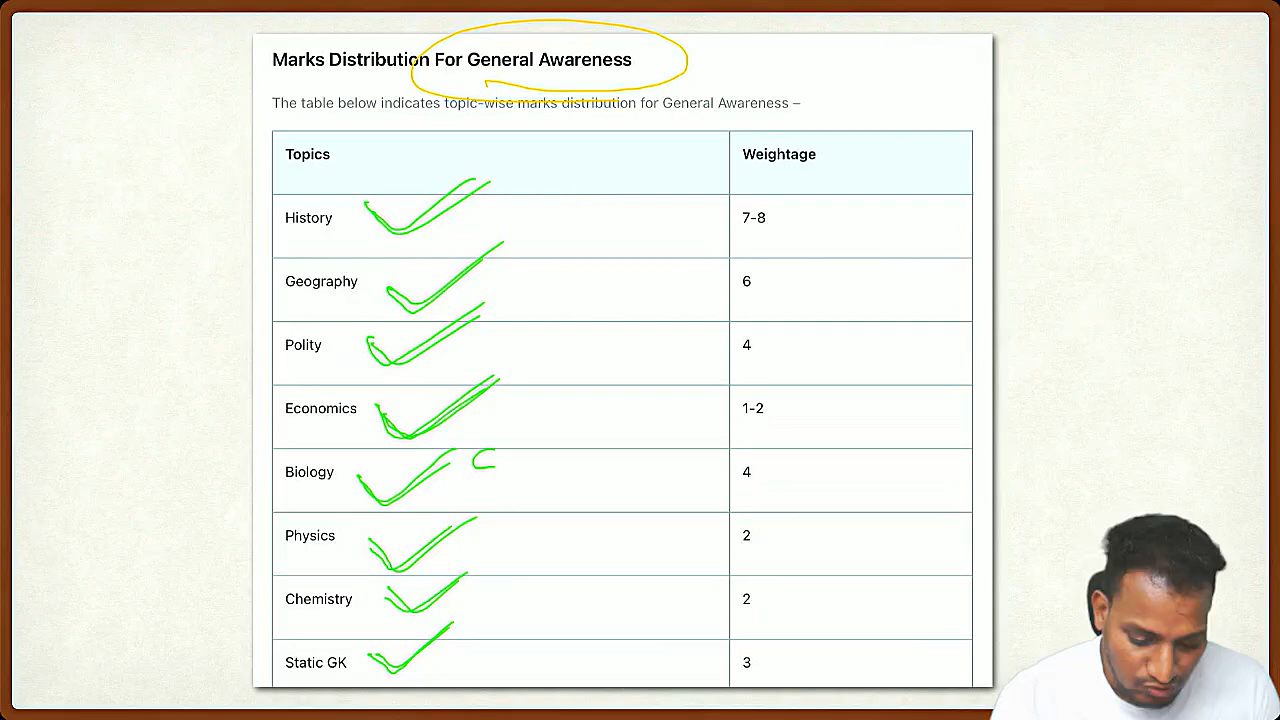 Marks Distribution For General Awareness
The table below indicates topic-wise marks distribution for General Awareness –
Topics Weightage
History 7-8
Geography 6
Polity 4
Economics 1-2
Biology C 4
Physics 2
Chemistry 2
Static GK 3